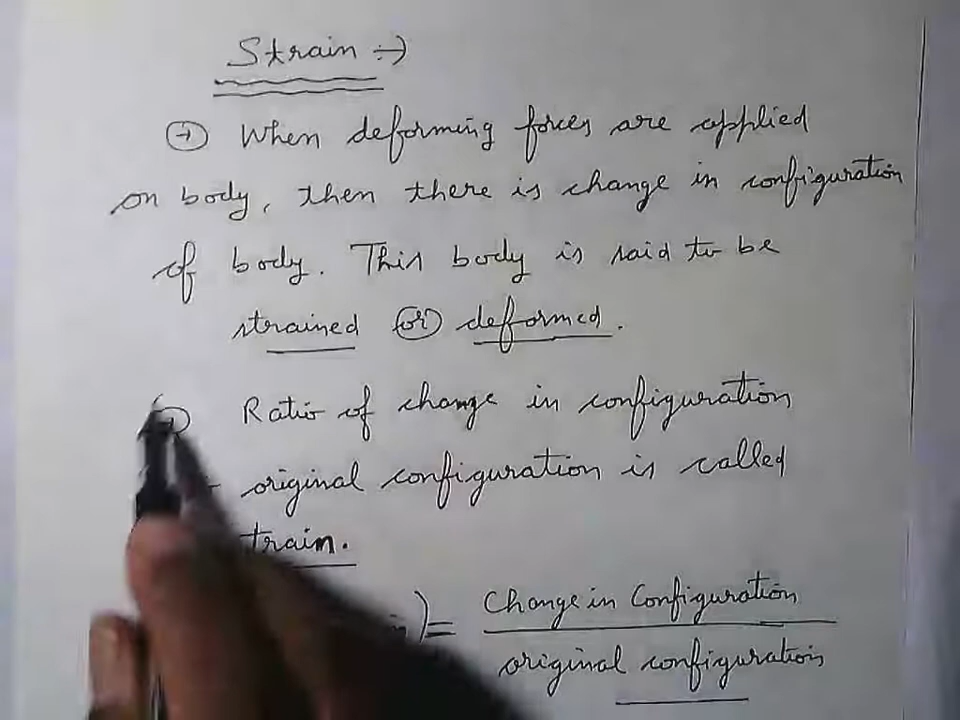 Strain :→
→ When deforming forces are applied
on body, then there is change in configuration
of body. This body is said to be
strained or deformed.
Ratio of change in configuration
original configuration is called
train.
) = Change in Configuration
original configuration